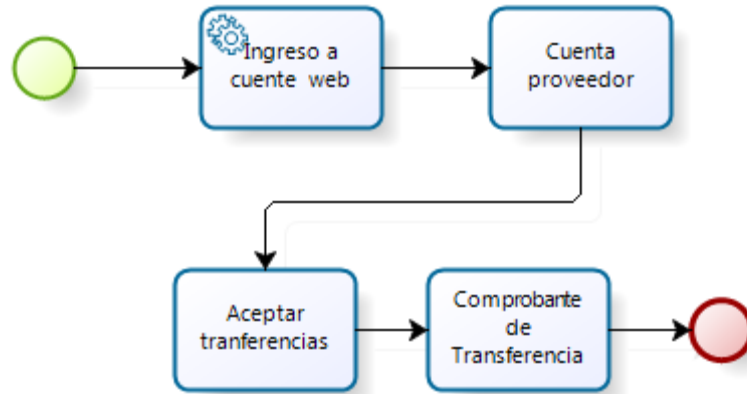 Ingreso a
cuente web
Cuenta
proveedor
Aceptar
tranferencias
Comprobante
de
Transferencia